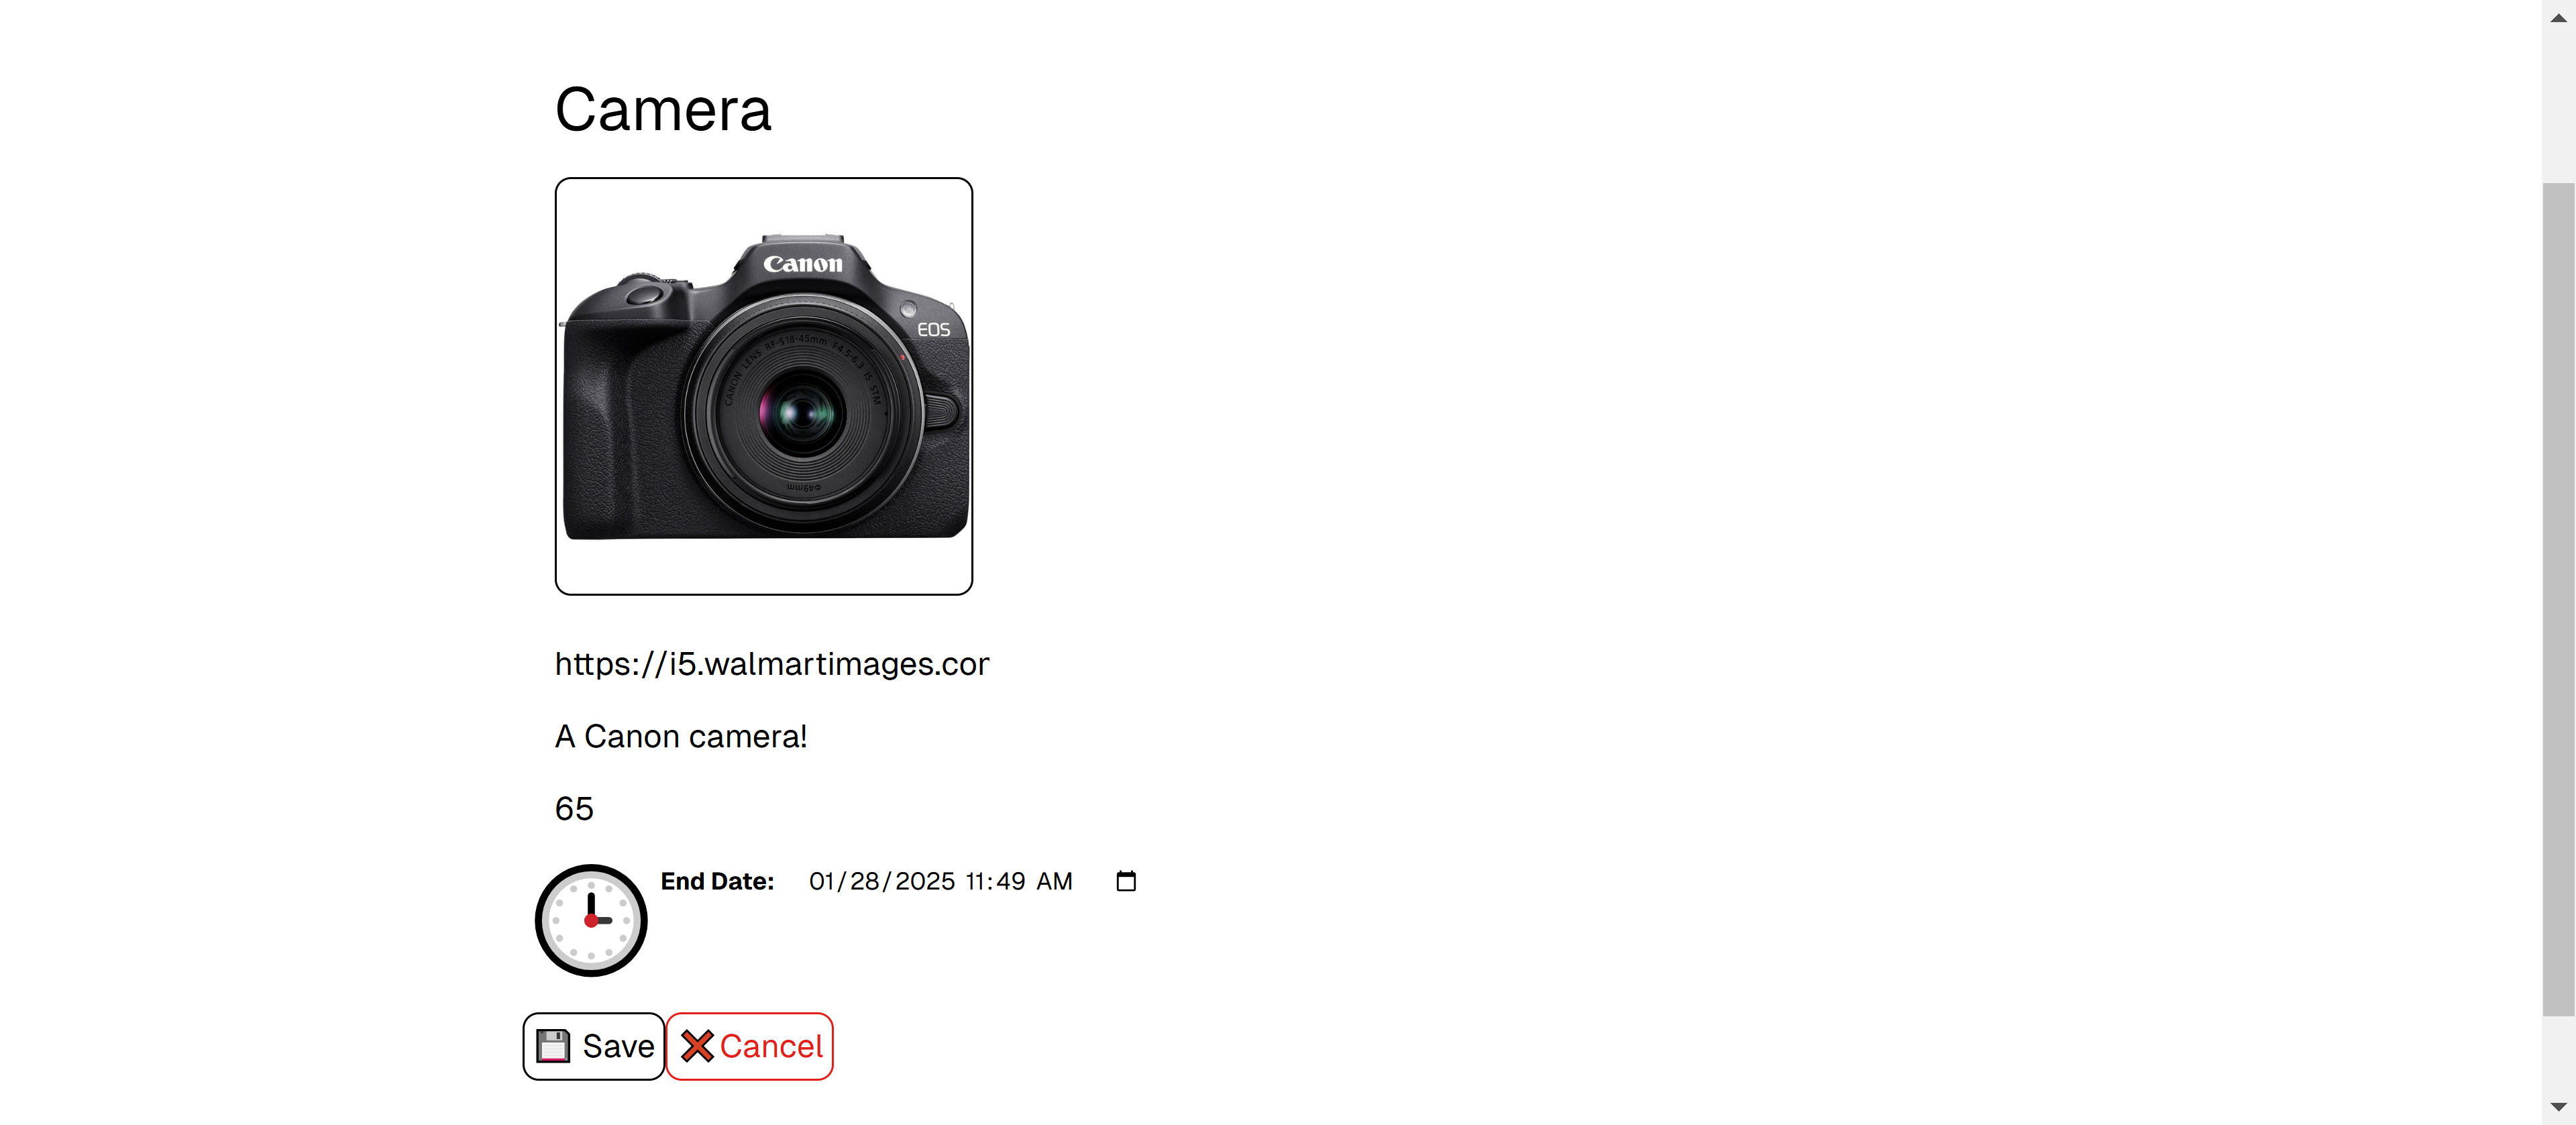 Camera
Canon
EOS
CANON LENS RF-S18-45mm F4.5-6.3 IS STM
Φ49mm
https://i5.walmartimages.cor
A Canon camera!
65
End Date: 01/28/2025 11:49 AM
Save Cancel